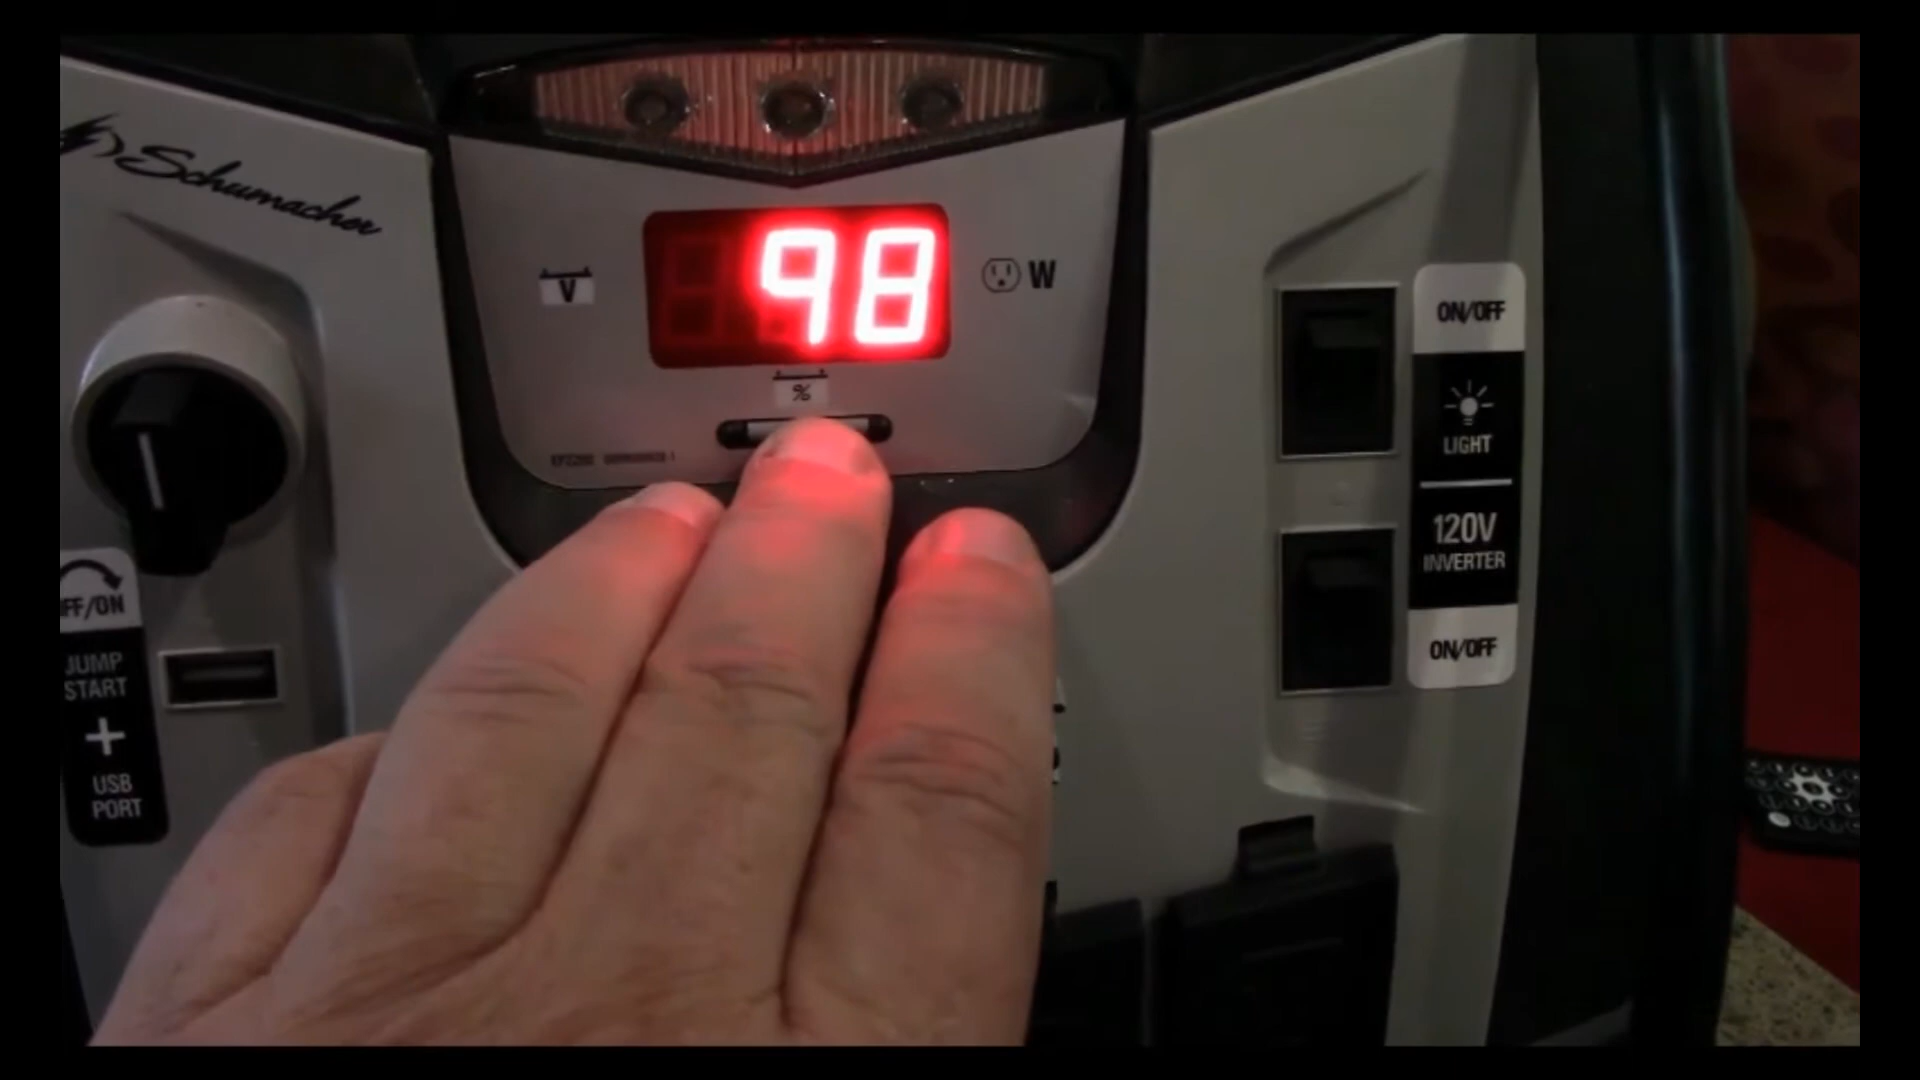 Schumacher
98
V
W
%
ON/OFF
LIGHT
120V
INVERTER
ON/OFF
FF/ON
JUMP
START
+
USB
PORT